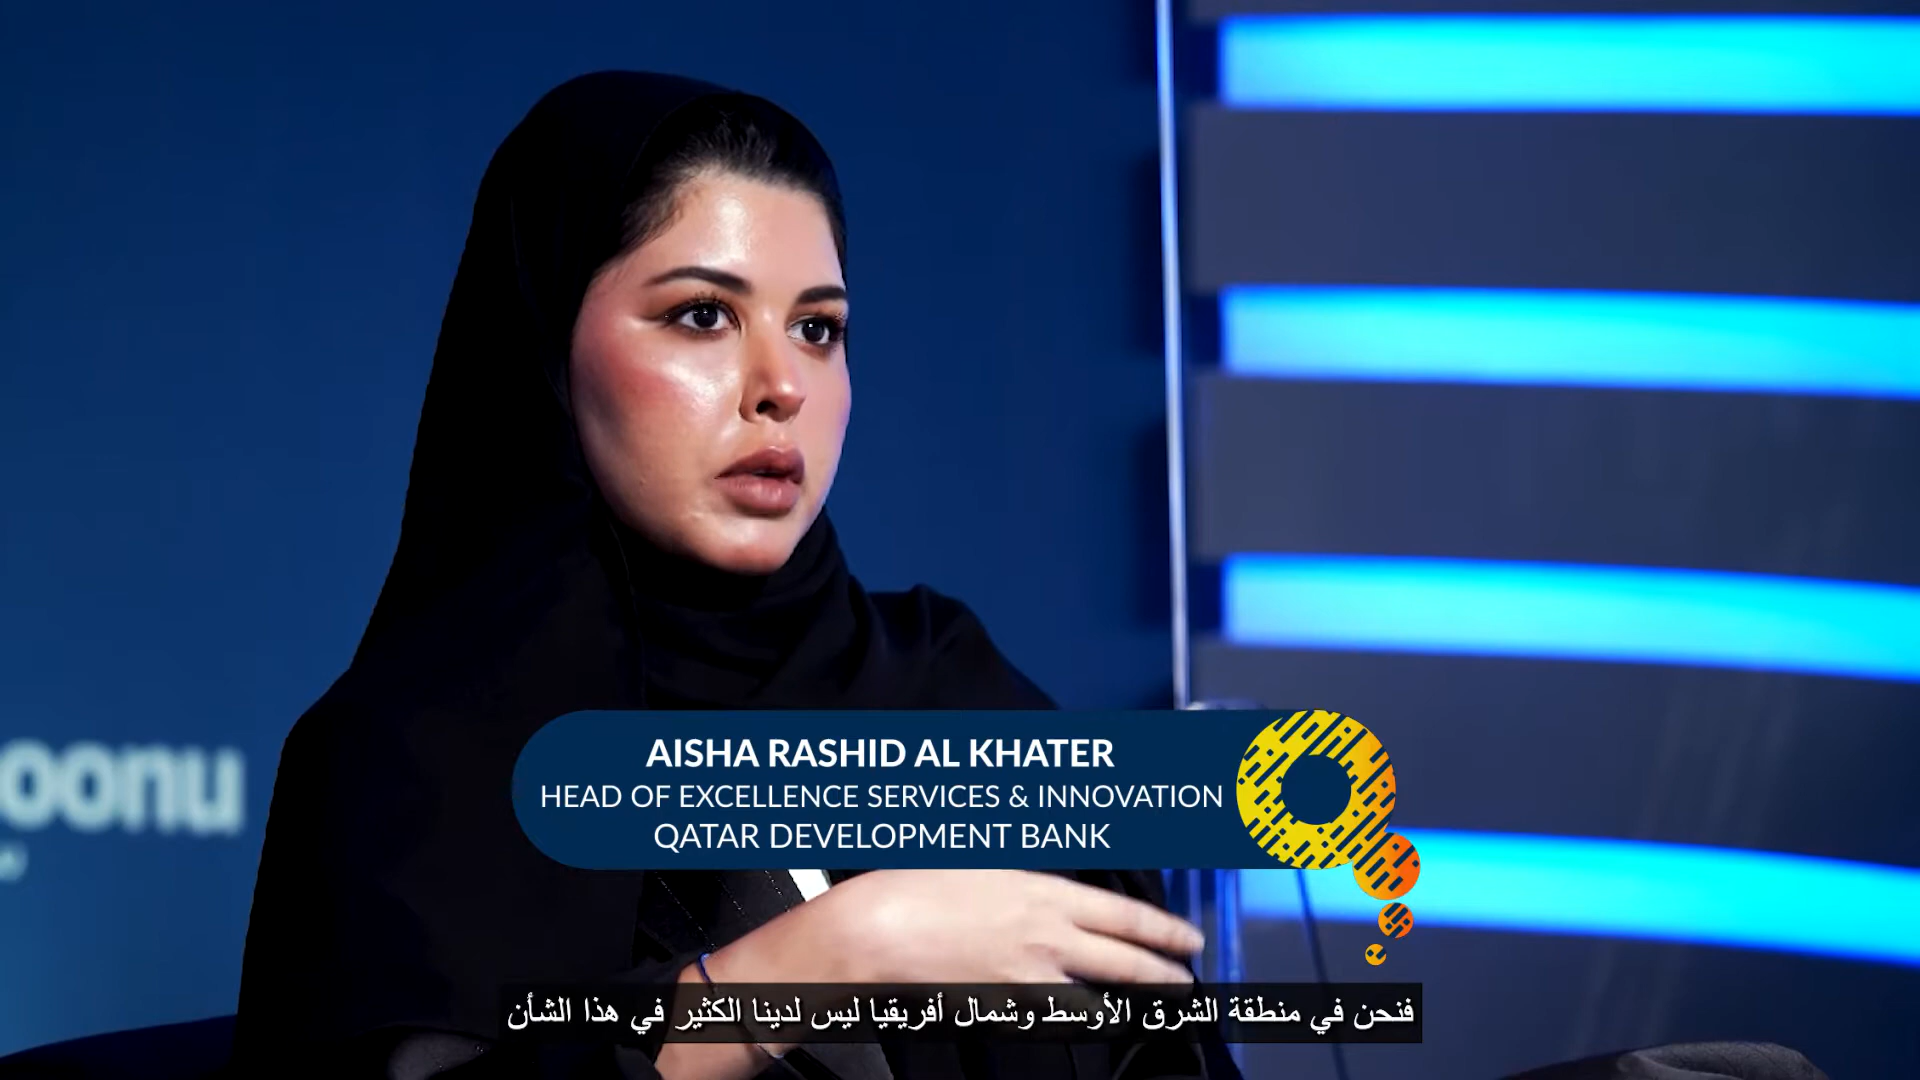 oonu
AISHA RASHID AL KHATER
HEAD OF EXCELLENCE SERVICES & INNOVATION
QATAR DEVELOPMENT BANK
فنحن في منطقة الشرق الأوسط وشمال أفريقيا ليس لدينا الكثير في هذا الشأن